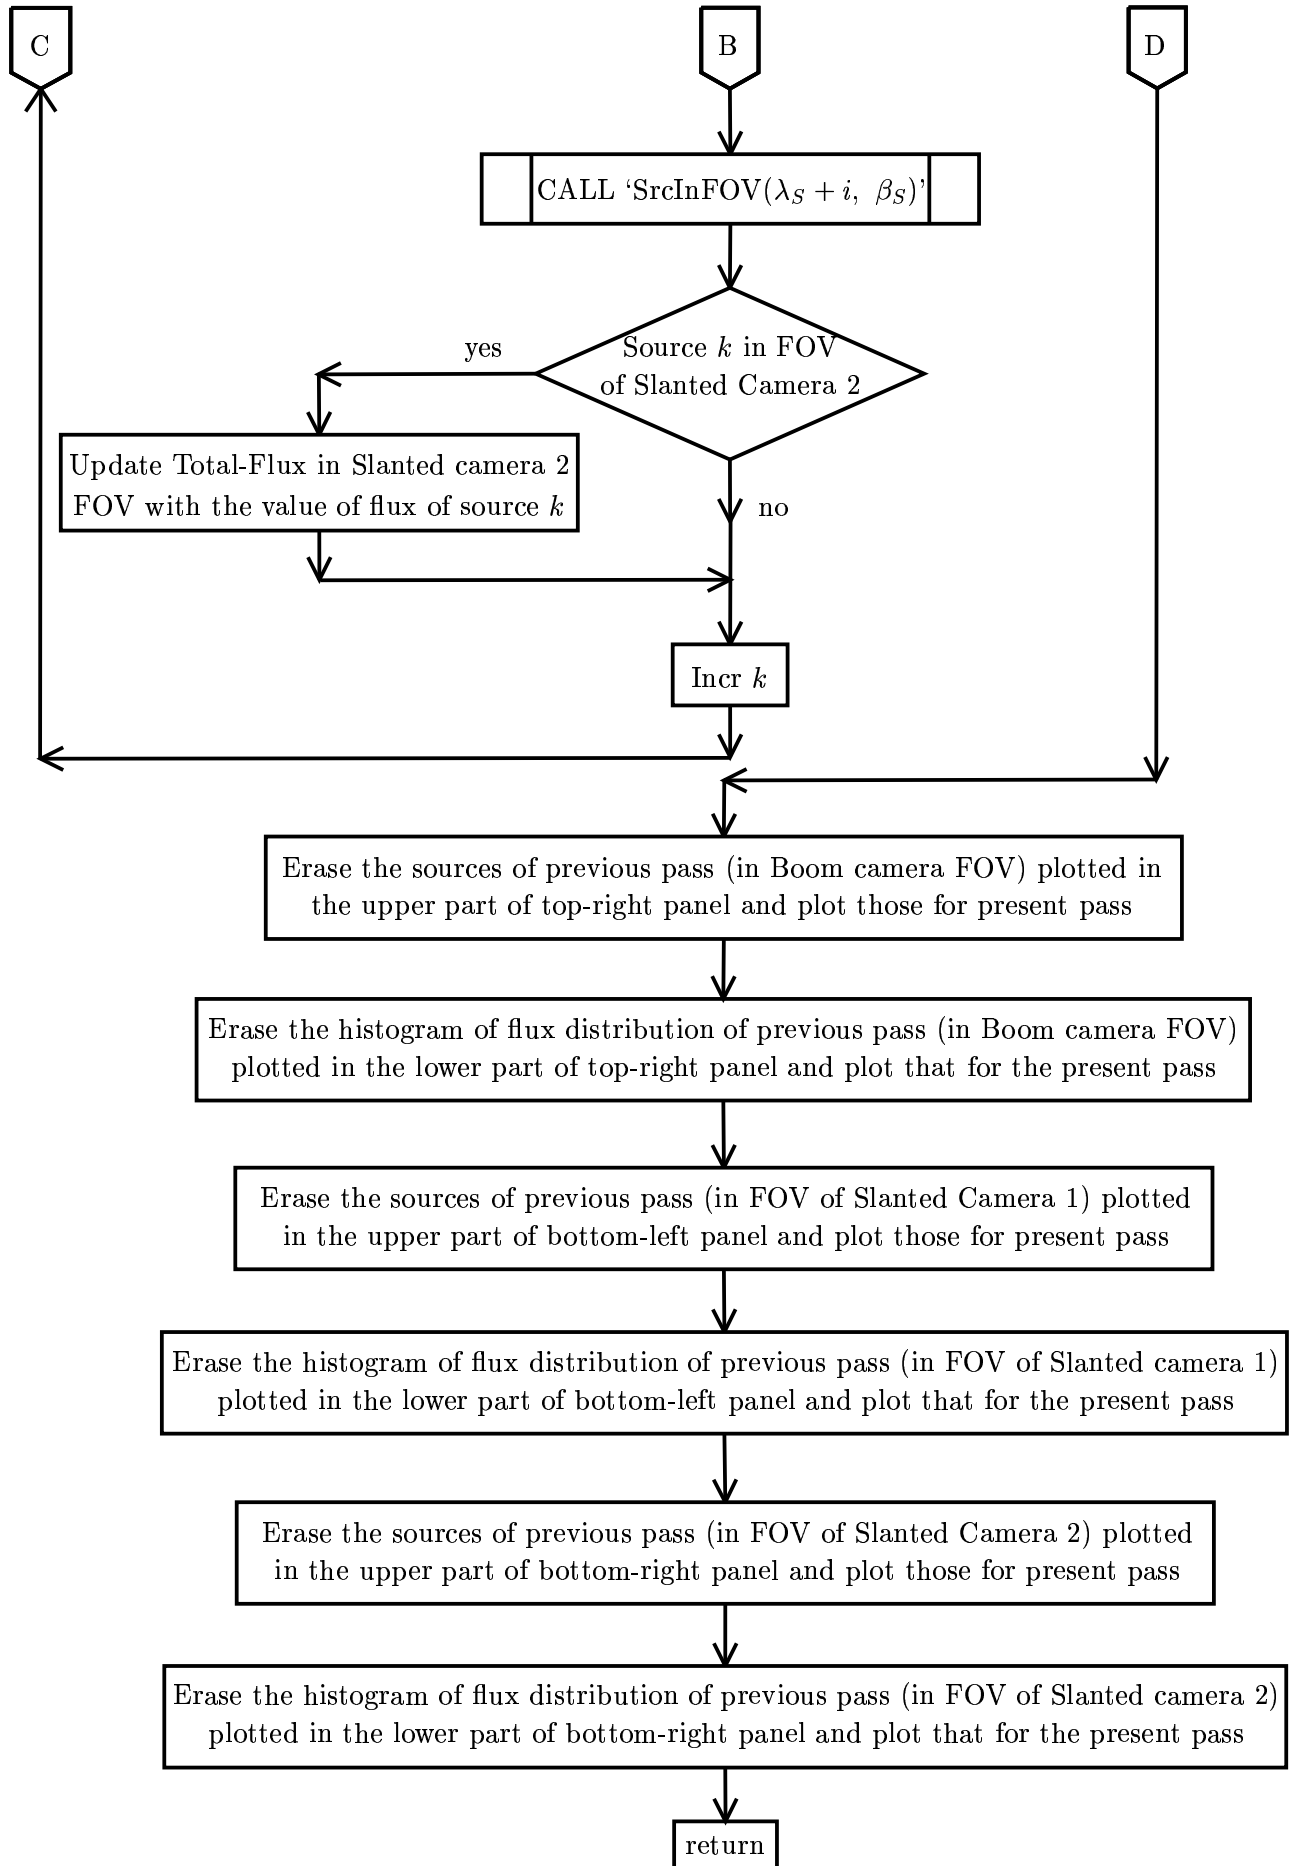 C
B
D
CALL ‘SrcInFOV(λ_S + i, β_S)’
Source k in FOV
of Slanted Camera 2
yes
Update Total-Flux in Slanted camera 2
FOV with the value of flux of source k
no
Incr k
Erase the sources of previous pass (in Boom camera FOV) plotted in
the upper part of top-right panel and plot those for present pass
Erase the histogram of flux distribution of previous pass (in Boom camera FOV)
plotted in the lower part of top-right panel and plot that for the present pass
Erase the sources of previous pass (in FOV of Slanted Camera 1) plotted
in the upper part of bottom-left panel and plot those for present pass
Erase the histogram of flux distribution of previous pass (in FOV of Slanted camera 1)
plotted in the lower part of bottom-left panel and plot that for the present pass
Erase the sources of previous pass (in FOV of Slanted Camera 2) plotted
in the upper part of bottom-right panel and plot those for present pass
Erase the histogram of flux distribution of previous pass (in FOV of Slanted camera 2)
plotted in the lower part of bottom-right panel and plot that for the present pass
return